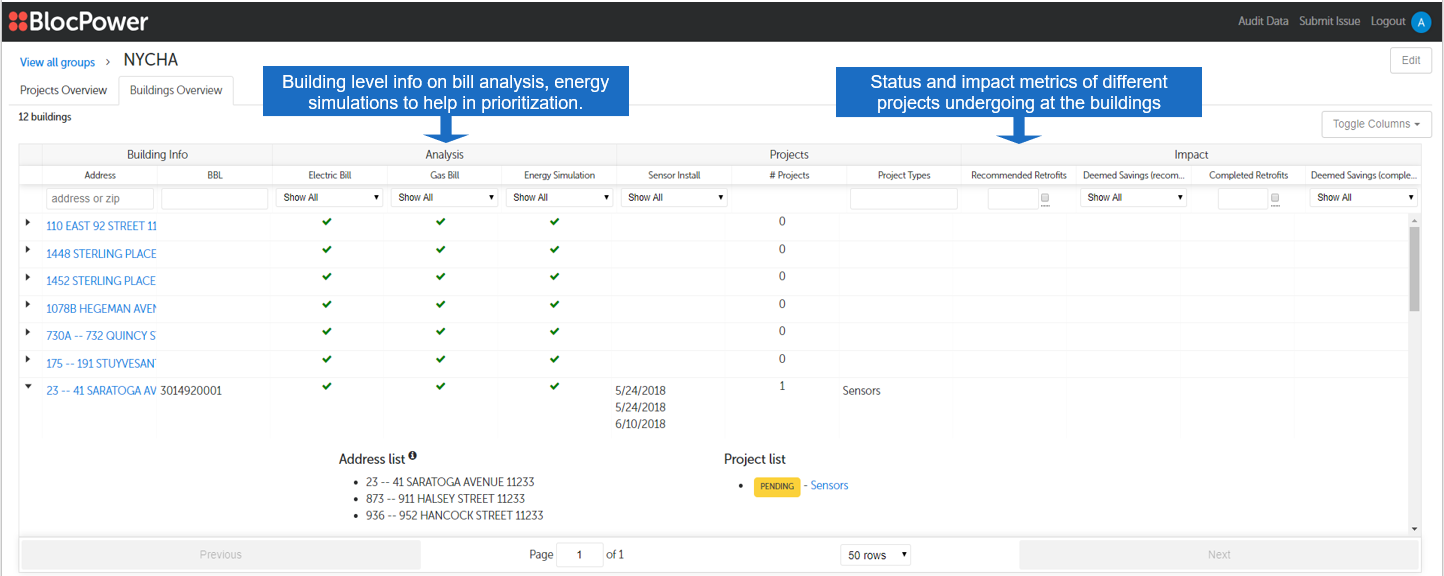 BlocPower
Audit Data Submit Issue Logout A
View all groups › NYCHA
Edit
Projects Overview Buildings Overview
Building level info on bill analysis, energy
simulations to help in prioritization.
Status and impact metrics of different
projects undergoing at the buildings
12 buildings
Toggle Columns
Building Info Analysis Projects Impact
Address BBL Electric Bill Gas Bill Energy Simulation Sensor Install # Projects Project Types Recommended Retrofits Deemed Savings (recom... Completed Retrofits Deemed Savings (comple...
address or zip Show All Show All Show All Show All Show All Show All
110 EAST 92 STREET 11 ✔ ✔ ✔ 0
1448 STERLING PLACE ✔ ✔ ✔ 0
1452 STERLING PLACE ✔ ✔ ✔ 0
1078B HEGEMAN AVEN ✔ ✔ ✔ 0
730A -- 732 QUINCY S ✔ ✔ ✔ 0
175 -- 191 STUYVESAN ✔ ✔ ✔ 0
23 -- 41 SARATOGA AV 3014920001 ✔ ✔ ✔ 5/24/2018 1 Sensors
5/24/2018
6/10/2018
Address list
• 23 -- 41 SARATOGA AVENUE 11233
• 873 -- 911 HALSEY STREET 11233
• 936 -- 952 HANCOCK STREET 11233
Project list
• PENDING - Sensors
Previous Page 1 of 1 50 rows Next